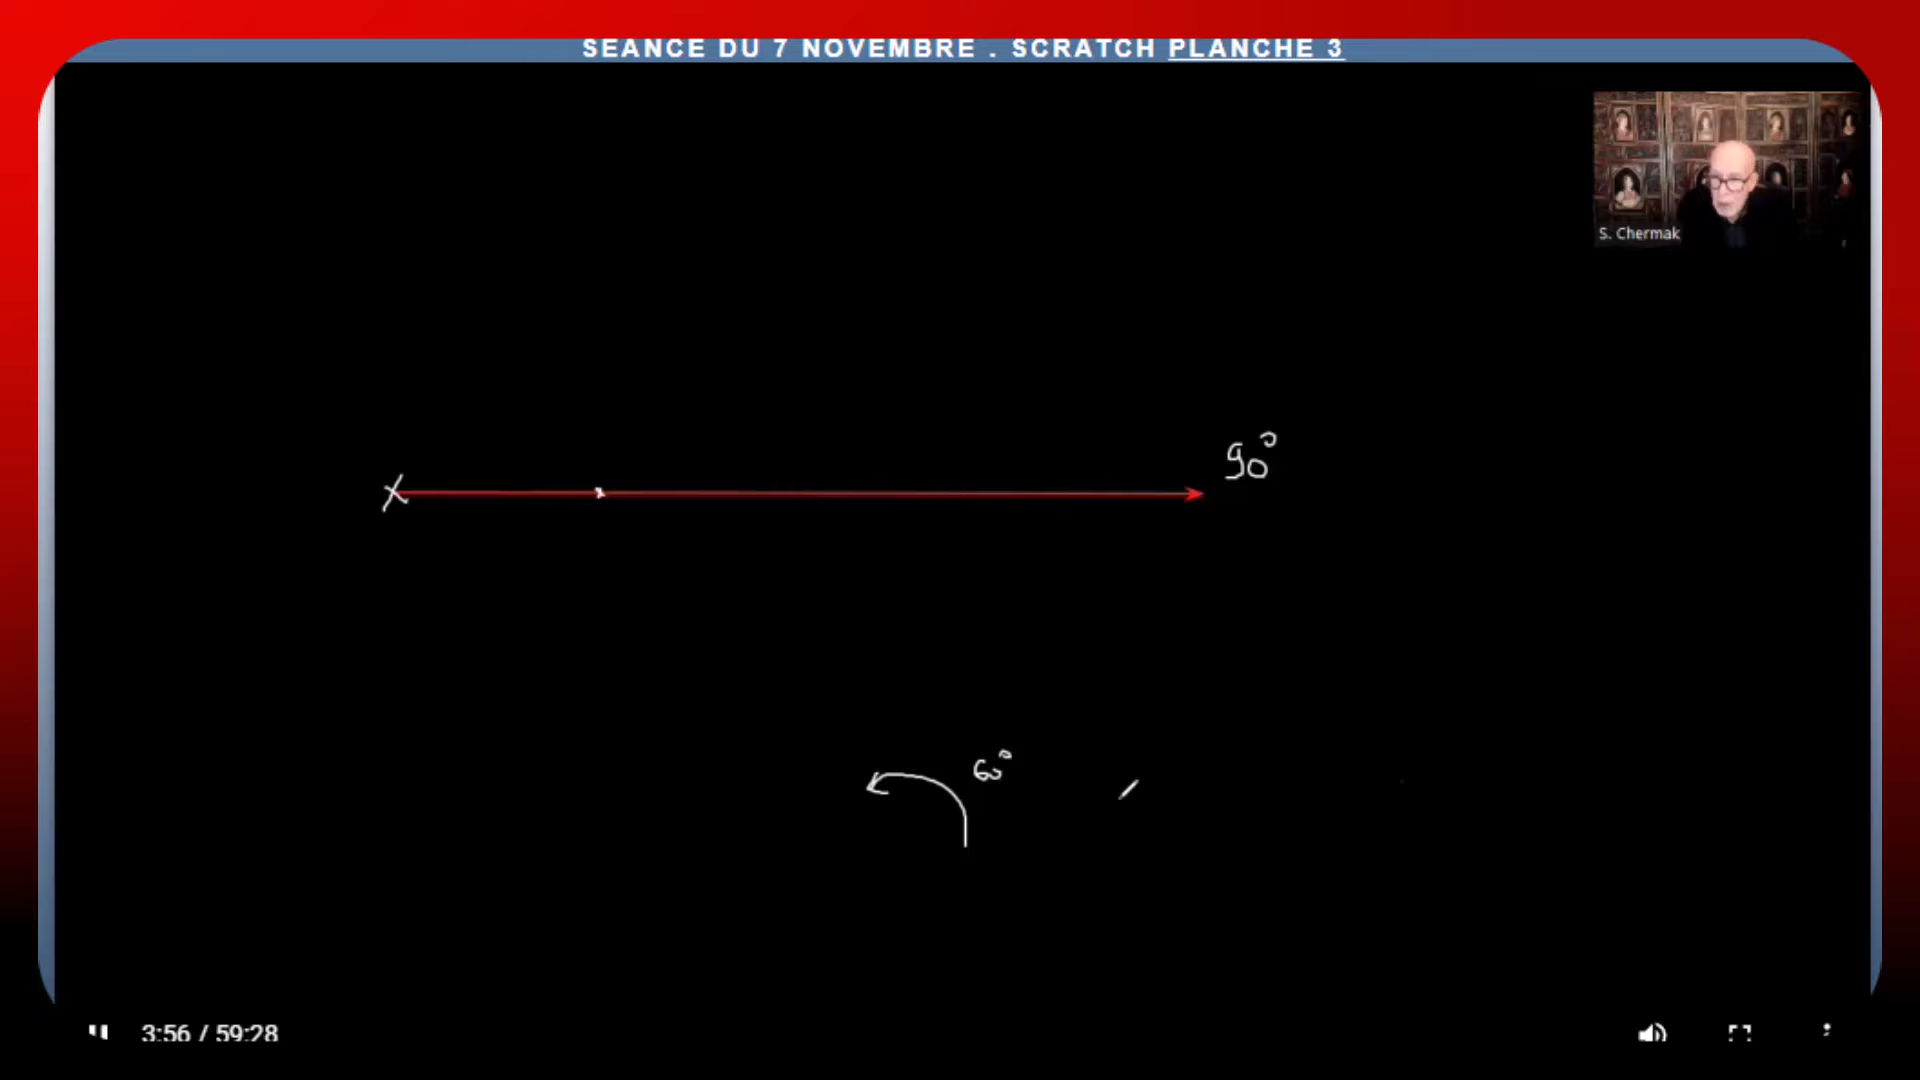 SEANCE DU 7 NOVEMBRE . SCRATCH PLANCHE 3
S. Chermak
90°
60°
3:56 / 59:28